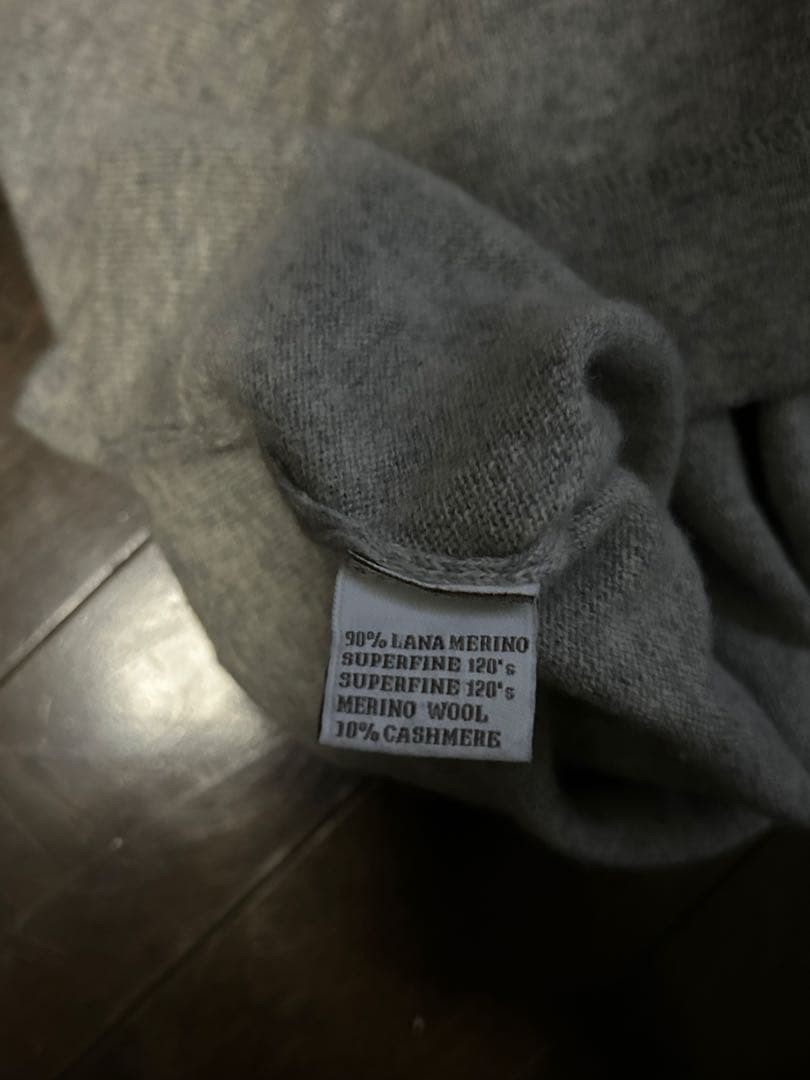 90% LANA MERINO
SUPERFINE 120's
SUPERFINE 120's
MERINO WOOL
10% CASHMERE